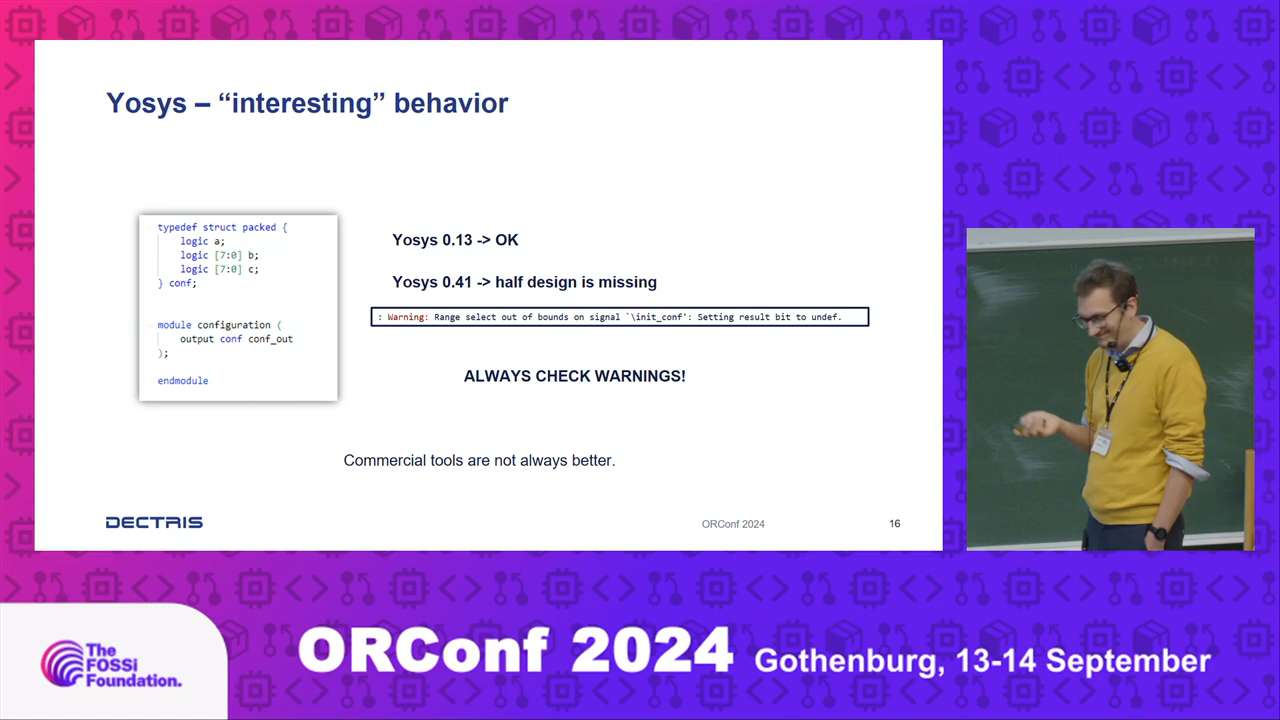 Yosys – “interesting” behavior
typedef struct packed {
logic a;
logic [7:0] b;
logic [7:0] c;
} conf;
module configuration (
output conf conf_out
);
endmodule
Yosys 0.13 -> OK
Yosys 0.41 -> half design is missing
: Warning: Range select out of bounds on signal `\init_conf': Setting result bit to undef.
ALWAYS CHECK WARNINGS!
Commercial tools are not always better.
DECTRIS
ORConf 2024
16
The
FOSSi
Foundation.
ORConf 2024 Gothenburg, 13-14 September